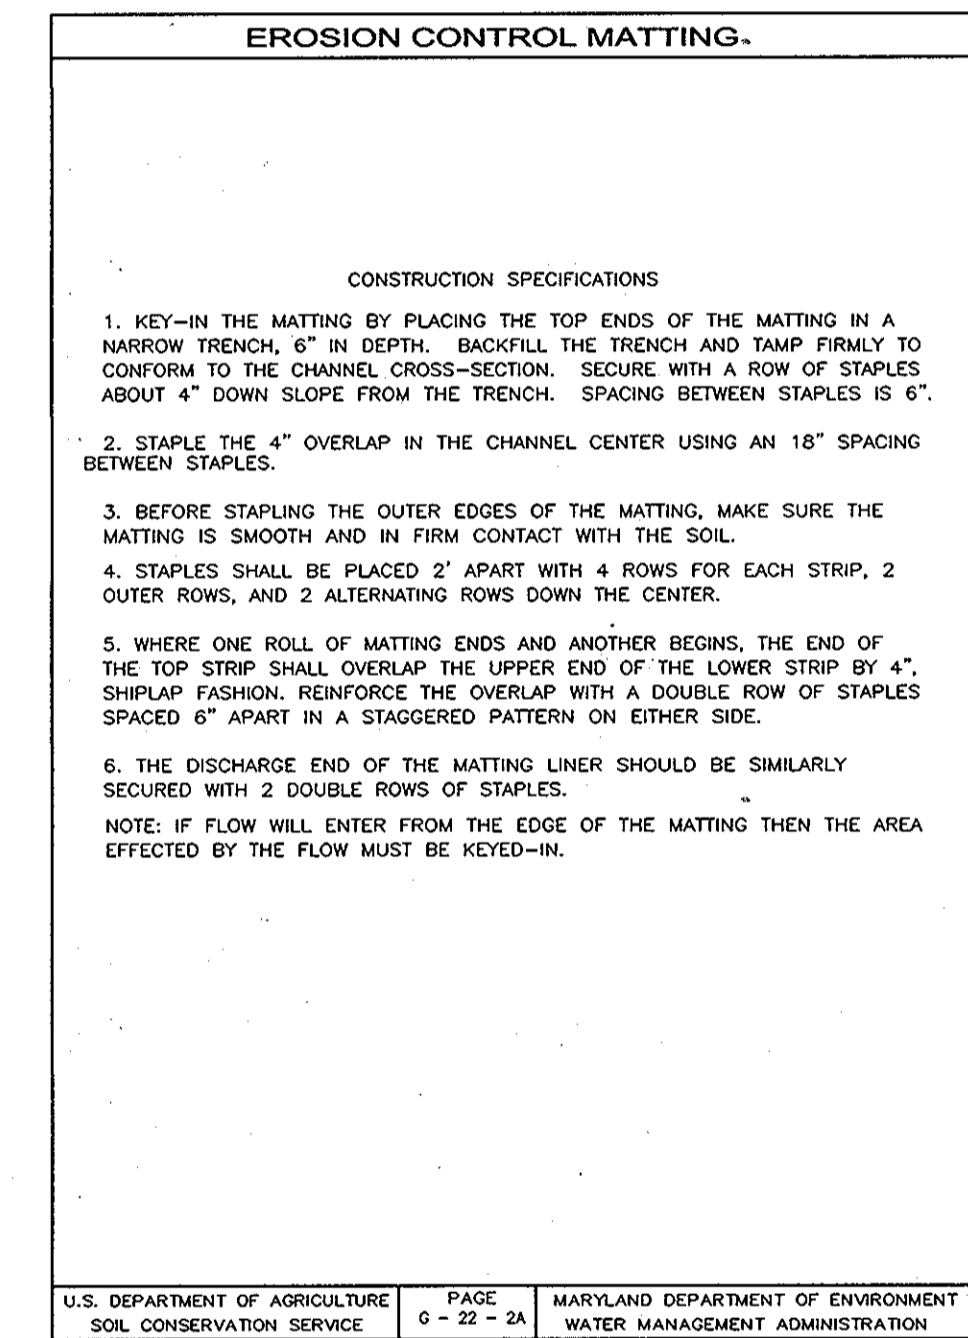 EROSION CONTROL MATTING
CONSTRUCTION SPECIFICATIONS
1. KEY-IN THE MATTING BY PLACING THE TOP ENDS OF THE MATTING IN A
NARROW TRENCH, 6" IN DEPTH. BACKFILL THE TRENCH AND TAMP FIRMLY TO
CONFORM TO THE CHANNEL CROSS-SECTION. SECURE WITH A ROW OF STAPLES
ABOUT 4" DOWN SLOPE FROM THE TRENCH. SPACING BETWEEN STAPLES IS 6".
2. STAPLE THE 4" OVERLAP IN THE CHANNEL CENTER USING AN 18" SPACING
BETWEEN STAPLES.
3. BEFORE STAPLING THE OUTER EDGES OF THE MATTING, MAKE SURE THE
MATTING IS SMOOTH AND IN FIRM CONTACT WITH THE SOIL.
4. STAPLES SHALL BE PLACED 2' APART WITH 4 ROWS FOR EACH STRIP, 2
OUTER ROWS, AND 2 ALTERNATING ROWS DOWN THE CENTER.
5. WHERE ONE ROLL OF MATTING ENDS AND ANOTHER BEGINS, THE END OF
THE TOP STRIP SHALL OVERLAP THE UPPER END OF THE LOWER STRIP BY 4",
SHIPLAP FASHION. REINFORCE THE OVERLAP WITH A DOUBLE ROW OF STAPLES
SPACED 6" APART IN A STAGGERED PATTERN ON EITHER SIDE.
6. THE DISCHARGE END OF THE MATTING LINER SHOULD BE SIMILARLY
SECURED WITH 2 DOUBLE ROWS OF STAPLES.
NOTE: IF FLOW WILL ENTER FROM THE EDGE OF THE MATTING THEN THE AREA
EFFECTED BY THE FLOW MUST BE KEYED-IN.
U.S. DEPARTMENT OF AGRICULTURE
SOIL CONSERVATION SERVICE
PAGE
G - 22 - 2A
MARYLAND DEPARTMENT OF ENVIRONMENT
WATER MANAGEMENT ADMINISTRATION